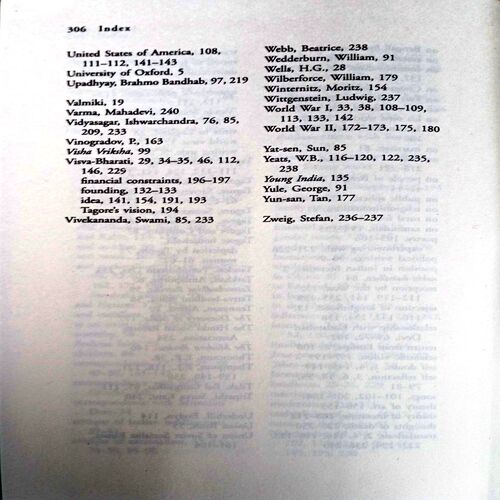 306 Index
United States of America, 108,
111–112, 141–143
University of Oxford, 5
Upadhyay, Brahmo Bandhab, 97, 219
Valmiki, 19
Varma, Mahadevi, 240
Vidyasagar, Ishwarchandra, 76, 85,
209, 233
Vinogradov, P., 163
Visha Vriksha, 99
Visva-Bharati, 29, 34–35, 46, 112,
146, 229
financial constraints, 196–197
founding, 132–133
idea, 141, 154, 191, 193
Tagore's vision, 194
Vivekananda, Swami, 85, 233
Webb, Beatrice, 238
Wedderburn, William, 91
Wells, H.G., 28
Wilberforce, William, 179
Winternitz, Moritz, 154
Wittgenstein, Ludwig, 237
World War I, 33, 38, 108–109,
113, 133, 142
World War II, 172–173, 175, 180
Yat-sen, Sun, 85
Yeats, W.B., 116–120, 122, 235,
238
Young India, 135
Yule, George, 91
Yun-san, Tan, 177
Zweig, Stefan, 236–237